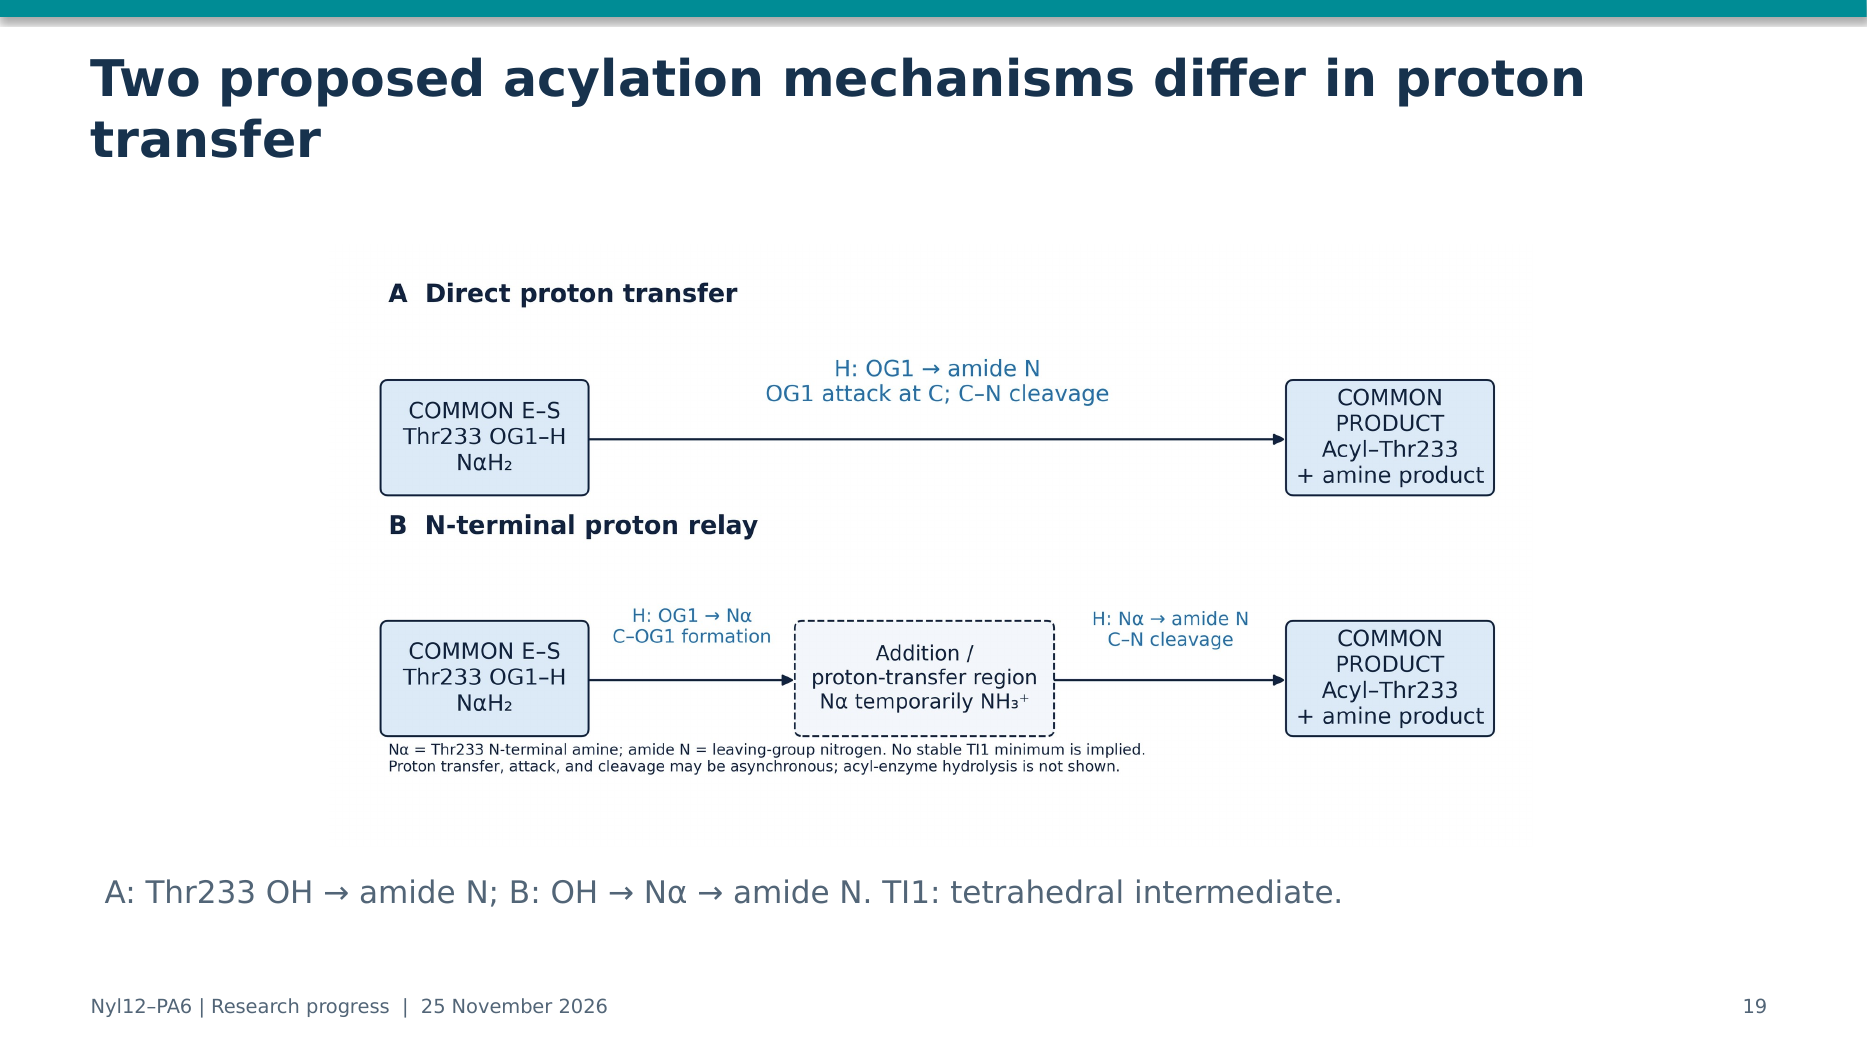 Two proposed acylation mechanisms differ in proton
transfer
A Direct proton transfer
H: OG1 → amide N
OG1 attack at C; C–N cleavage
COMMON E–S
Thr233 OG1–H
NαH₂
COMMON
PRODUCT
Acyl–Thr233
+ amine product
B N-terminal proton relay
H: OG1 → Nα
C–OG1 formation
H: Nα → amide N
C–N cleavage
COMMON E–S
Thr233 OG1–H
NαH₂
Addition /
proton-transfer region
Nα temporarily NH₃⁺
COMMON
PRODUCT
Acyl–Thr233
+ amine product
Nα = Thr233 N-terminal amine; amide N = leaving-group nitrogen. No stable TI1 minimum is implied.
Proton transfer, attack, and cleavage may be asynchronous; acyl-enzyme hydrolysis is not shown.
A: Thr233 OH → amide N; B: OH → Nα → amide N. TI1: tetrahedral intermediate.
Nyl12–PA6 | Research progress | 25 November 2026
19